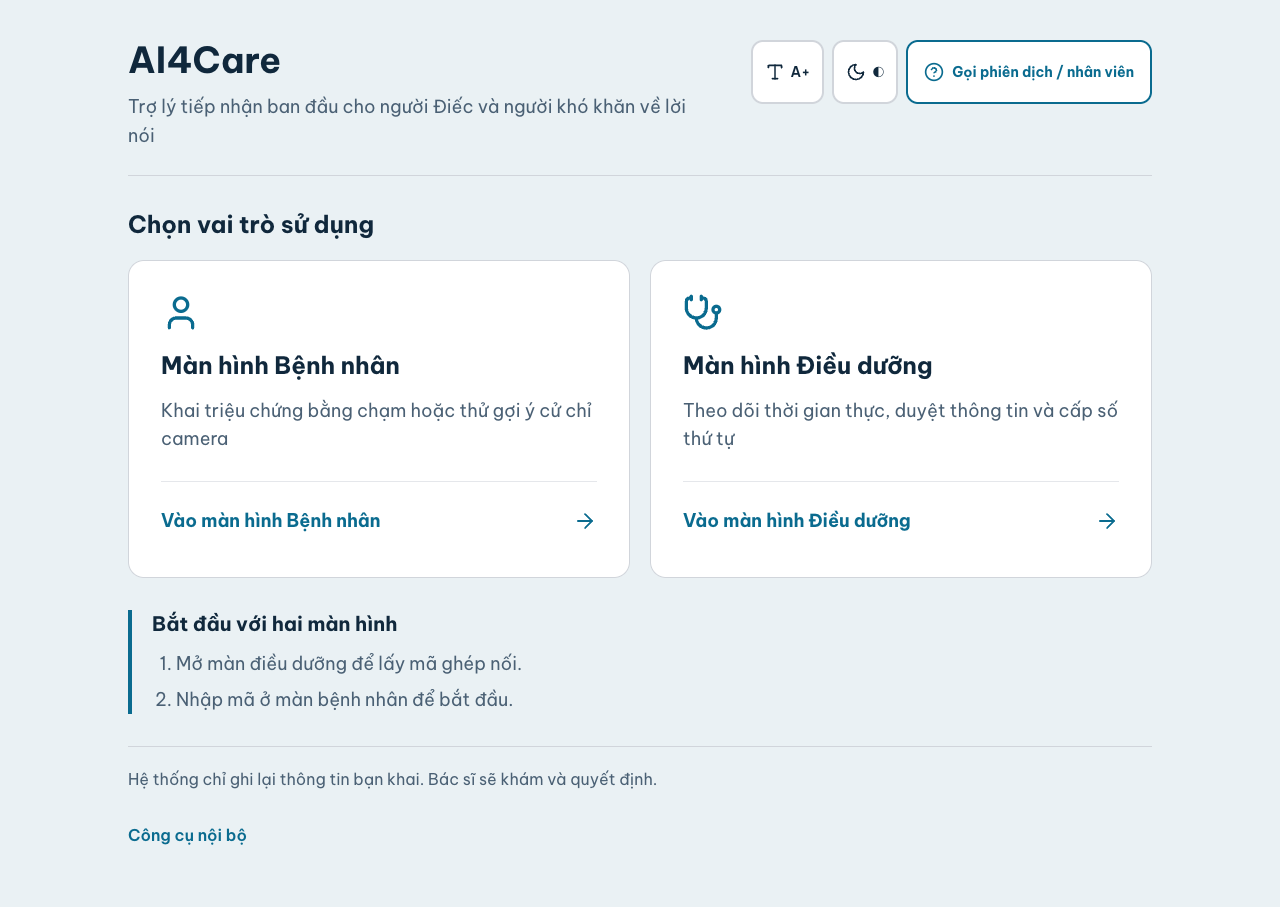 AI4Care
A+
Gọi phiên dịch / nhân viên
Trợ lý tiếp nhận ban đầu cho người Điếc và người khó khăn về lời
nói
Chọn vai trò sử dụng
Màn hình Bệnh nhân
Khai triệu chứng bằng chạm hoặc thử gợi ý cử chỉ
camera
Vào màn hình Bệnh nhân
Màn hình Điều dưỡng
Theo dõi thời gian thực, duyệt thông tin và cấp số
thứ tự
Vào màn hình Điều dưỡng
Bắt đầu với hai màn hình
1. Mở màn điều dưỡng để lấy mã ghép nối.
2. Nhập mã ở màn bệnh nhân để bắt đầu.
Hệ thống chỉ ghi lại thông tin bạn khai. Bác sĩ sẽ khám và quyết định.
Công cụ nội bộ